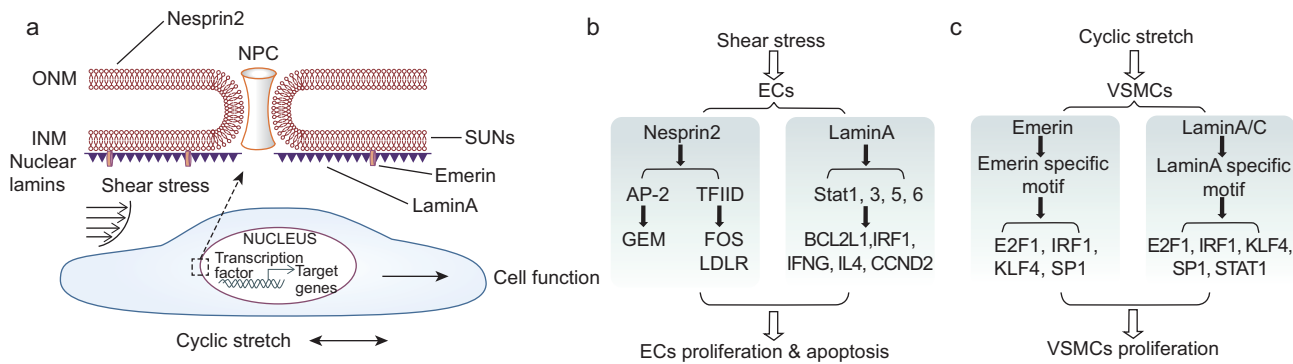 a
Nesprin2
NPC
ONM
INM
SUNs
Nuclear
lamins
Emerin
Shear stress
LaminA
NUCLEUS
Transcription
factor
Target
genes
Cell function
Cyclic stretch
b
Shear stress
ECs
Nesprin2
LaminA
AP-2
TFIID
Stat1, 3, 5, 6
GEM
FOS
LDLR
BCL2L1,IRF1,
IFNG, IL4, CCND2
ECs proliferation & apoptosis
c
Cyclic stretch
VSMCs
Emerin
LaminA/C
Emerin specific
motif
LaminA specific
motif
E2F1, IRF1,
KLF4, SP1
E2F1, IRF1, KLF4,
SP1, STAT1
VSMCs proliferation